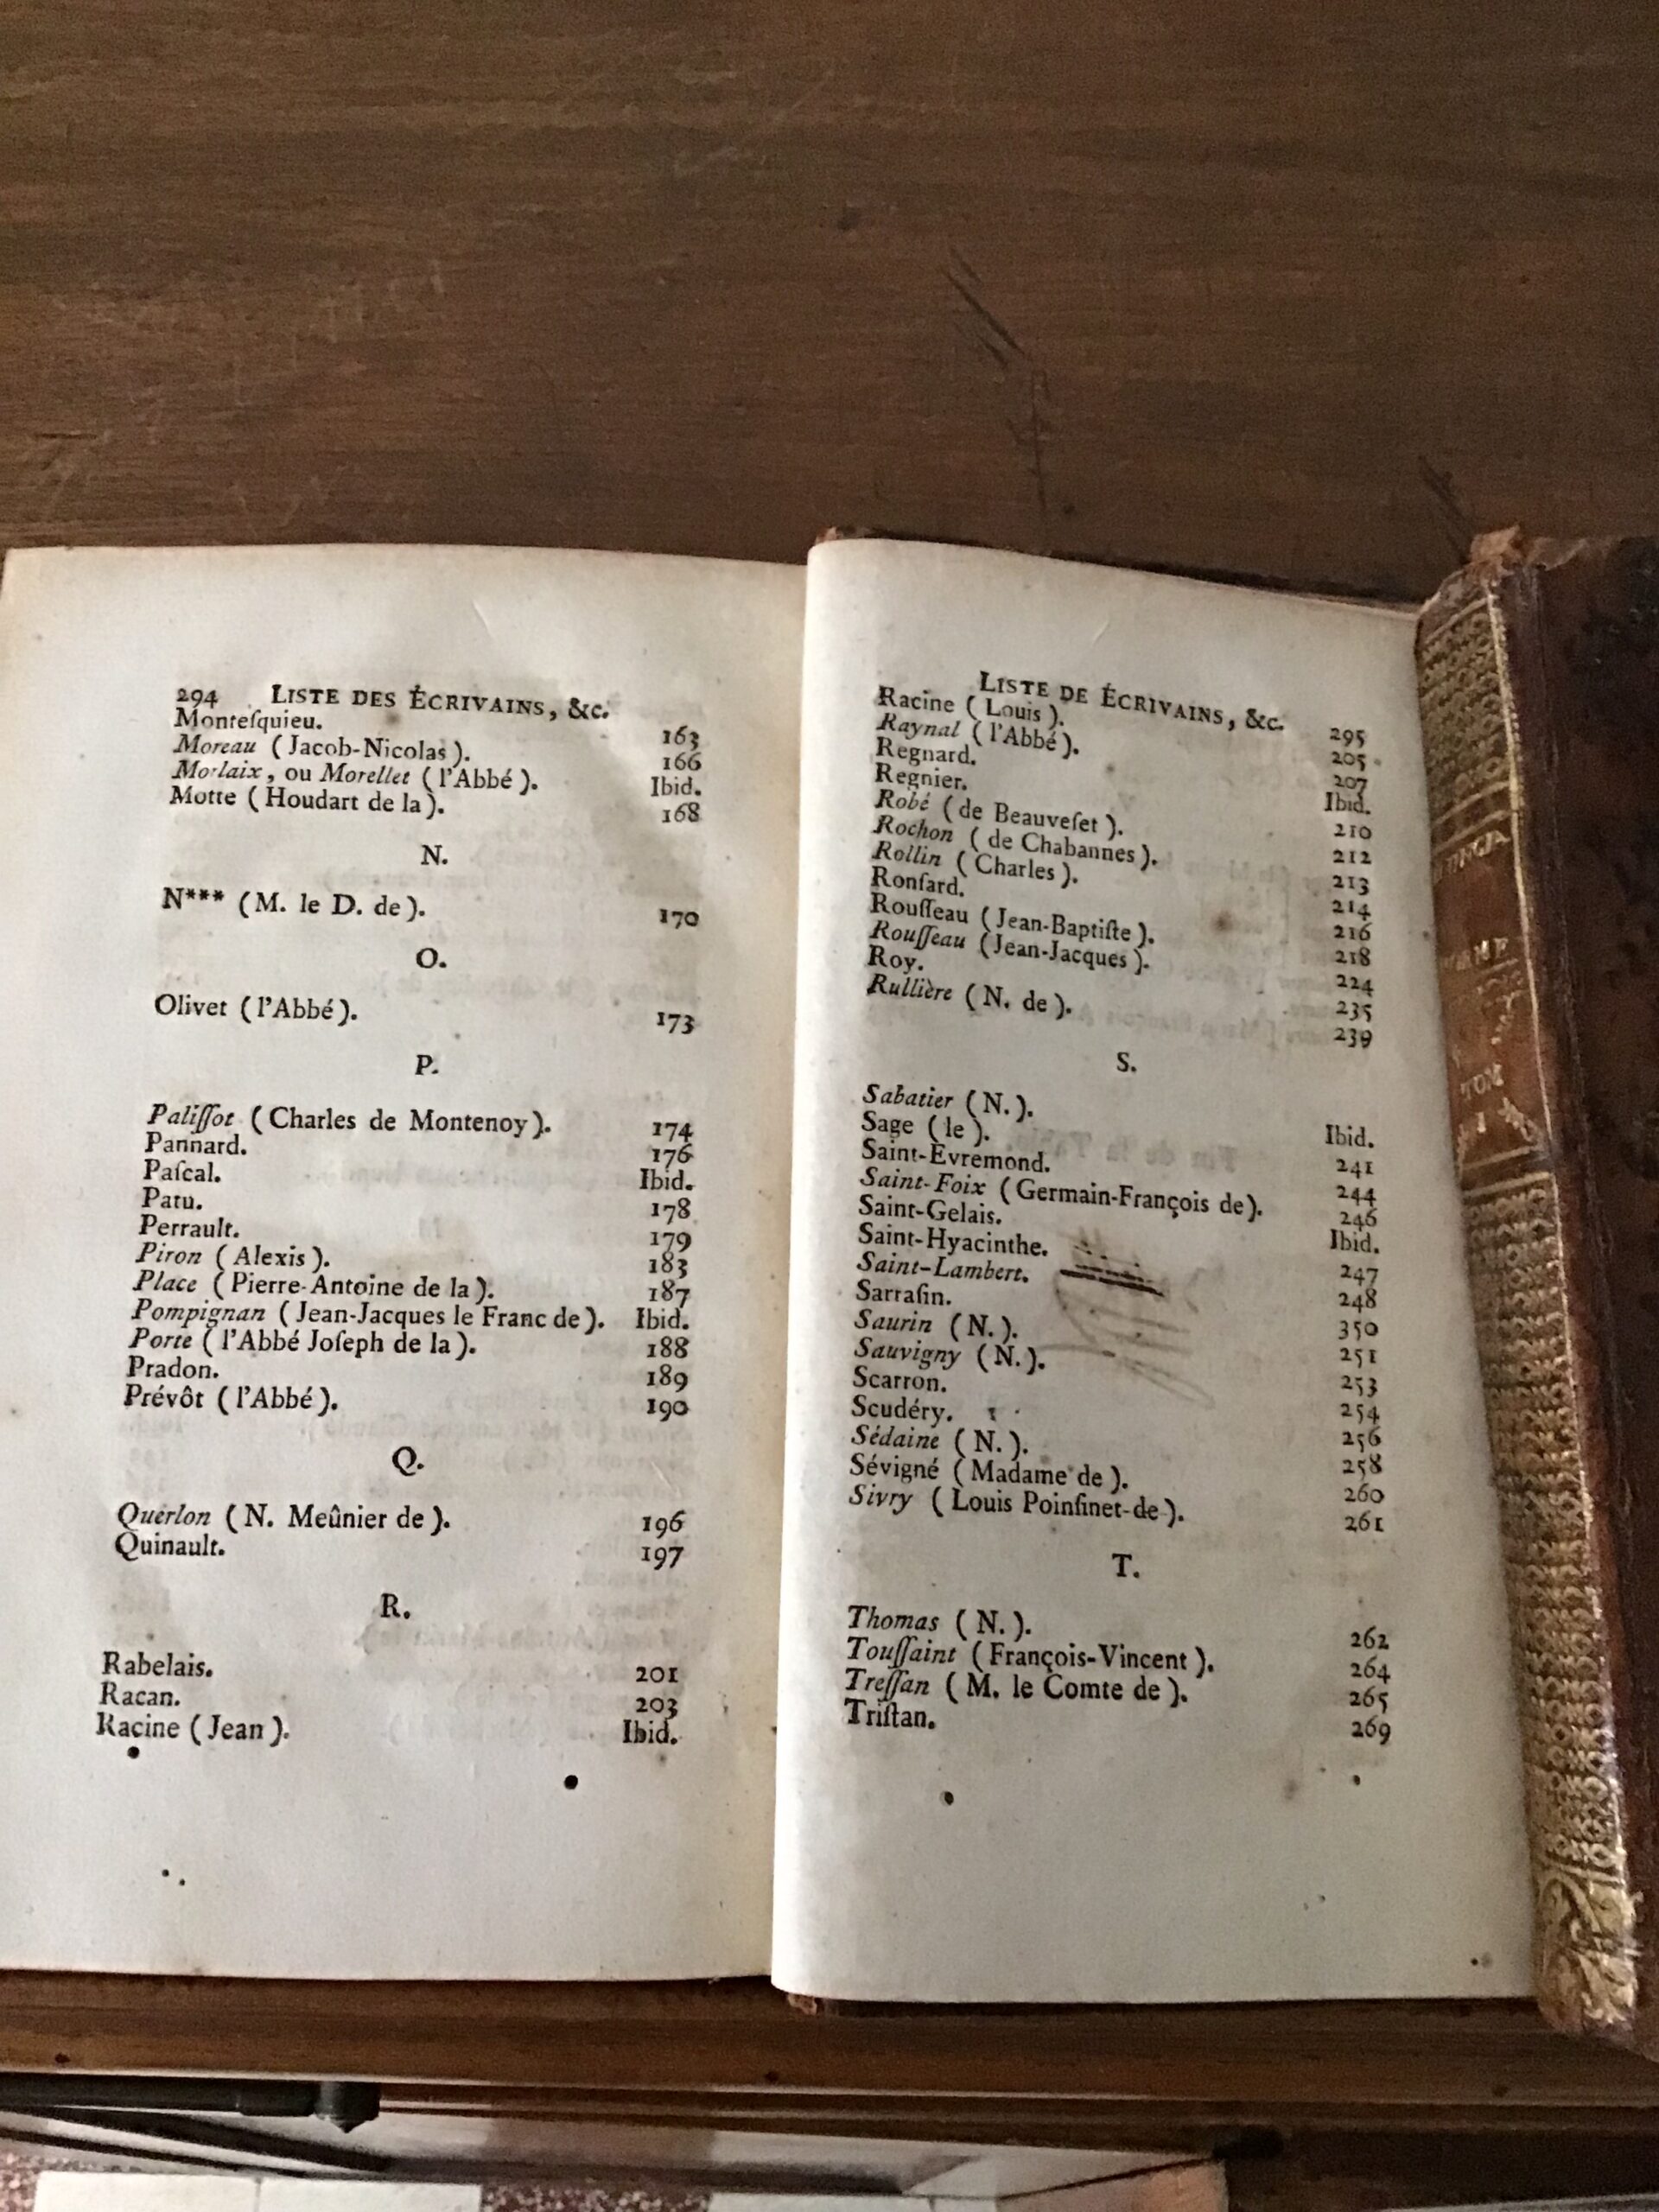 294 LISTE DES ÉCRIVAINS, &c.
Monteſquieu. 163
Moreau (Jacob-Nicolas). 166
Morlaix, ou Morellet (l'Abbé). Ibid.
Motte (Houdart de la). 168
N.
N*** (M. le D. de). 170
O.
Olivet (l'Abbé). 173
P.
Paliſſot (Charles de Montenoy). 174
Pannard. 176
Paſcal. Ibid.
Patu. 178
Perrault. 179
Piron (Alexis). 183
Place (Pierre-Antoine de la). 187
Pompignan (Jean-Jacques le Franc de). Ibid.
Porte (l'Abbé Joſeph de la). 188
Pradon. 189
Prévôt (l'Abbé). 190
Q.
Querlon (N. Meûnier de). 196
Quinault. 197
R.
Rabelais. 201
Racan. 203
Racine (Jean). Ibid.
LISTE DE ÉCRIVAINS, &c. 295
Racine (Louis). 205
Raynal (l'Abbé). 207
Regnard. Ibid.
Regnier. 210
Robé (de Beauveſet). 212
Rochon (de Chabannes). 213
Rollin (Charles). 214
Ronſard. 216
Rouſſeau (Jean-Baptiſte). 218
Rouſſeau (Jean-Jacques). 224
Roy. 235
Rullière (N. de). 239
S.
Sabatier (N.). Ibid.
Sage (le). 241
Saint-Évremond. 244
Saint-Foix (Germain-François de). 246
Saint-Gelais. Ibid.
Saint-Hyacinthe. 247
Saint-Lambert. 248
Sarraſin. 350
Saurin (N.). 251
Sauvigny (N.). 253
Scarron. 254
Scudéry. 256
Sédaine (N.). 258
Sévigné (Madame de). 260
Sivry (Louis Poinſinet-de). 261
T.
Thomas (N.). 262
Touſſaint (François-Vincent). 264
Treſſan (M. le Comte de). 265
Triſtan. 269
TOM
I